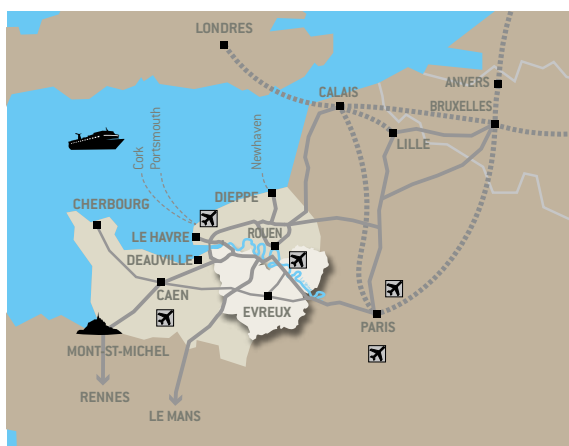 LONDRES
ANVERS
CALAIS
BRUXELLES
LILLE
Cork
Portsmouth
Newhaven
DIEPPE
CHERBOURG
LE HAVRE
ROUEN
DEAUVILLE
CAEN
EVREUX
PARIS
MONT-ST-MICHEL
RENNES
LE MANS